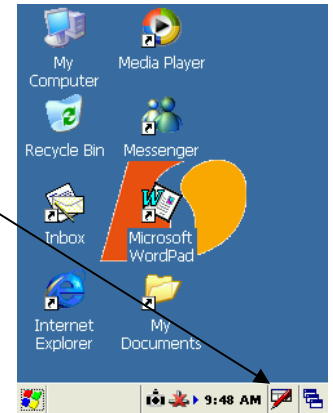 My
Computer
Media Player
Recycle Bin
Messenger
Inbox
Microsoft
WordPad
Internet
Explorer
My
Documents
9:48 AM